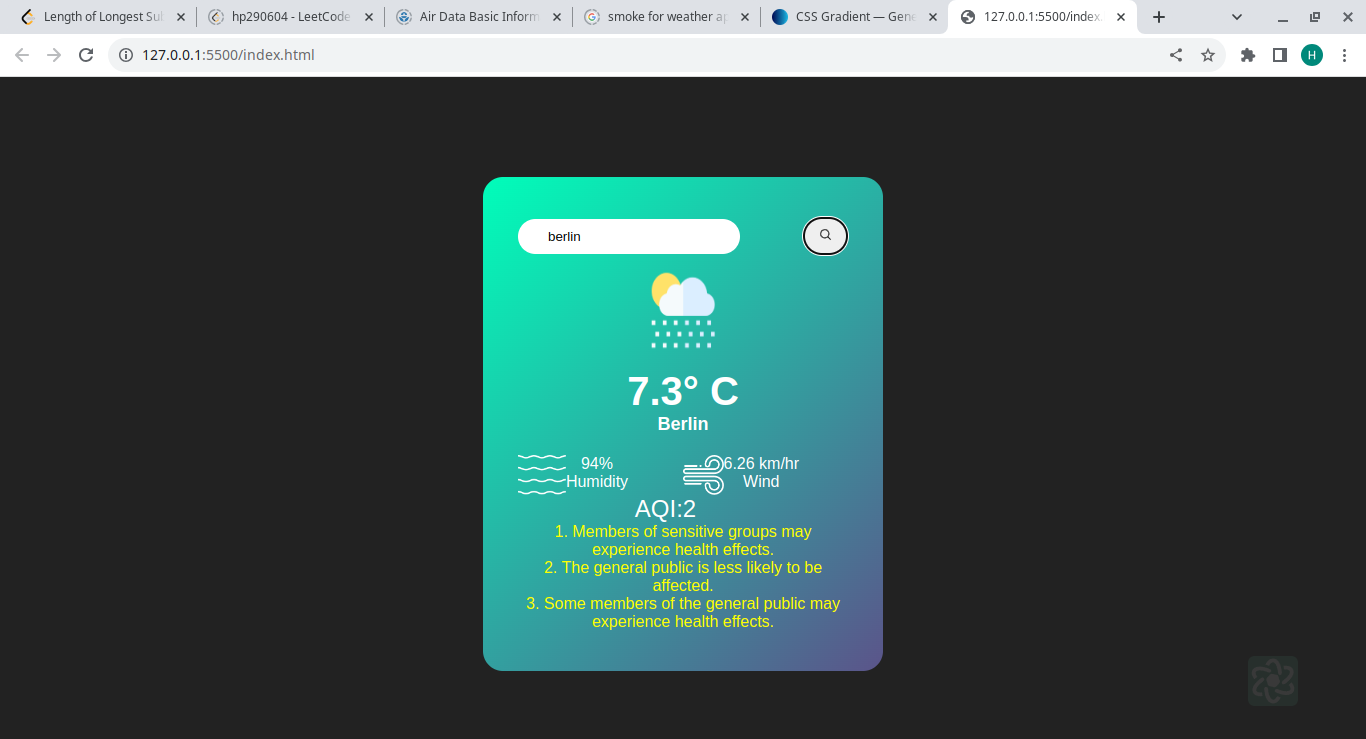 Length of Longest Su
hp290604 - LeetCode
Air Data Basic Inform
smoke for weather ap
CSS Gradient — Gene
127.0.0.1:5500/index.
127.0.0.1:5500/index.html
H
berlin
7.3° C
Berlin
94%
Humidity
6.26 km/hr
Wind
AQI:2
1. Members of sensitive groups may
experience health effects.
2. The general public is less likely to be
affected.
3. Some members of the general public may
experience health effects.